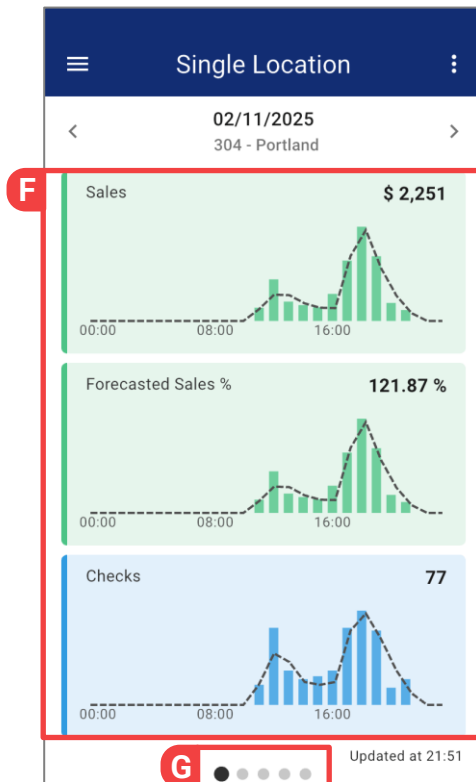 Single Location
02/11/2025
304 - Portland
F
Sales $ 2,251
00:00 08:00 16:00
Forecasted Sales % 121.87 %
00:00 08:00 16:00
Checks 77
00:00 08:00 16:00
Updated at 21:51
G